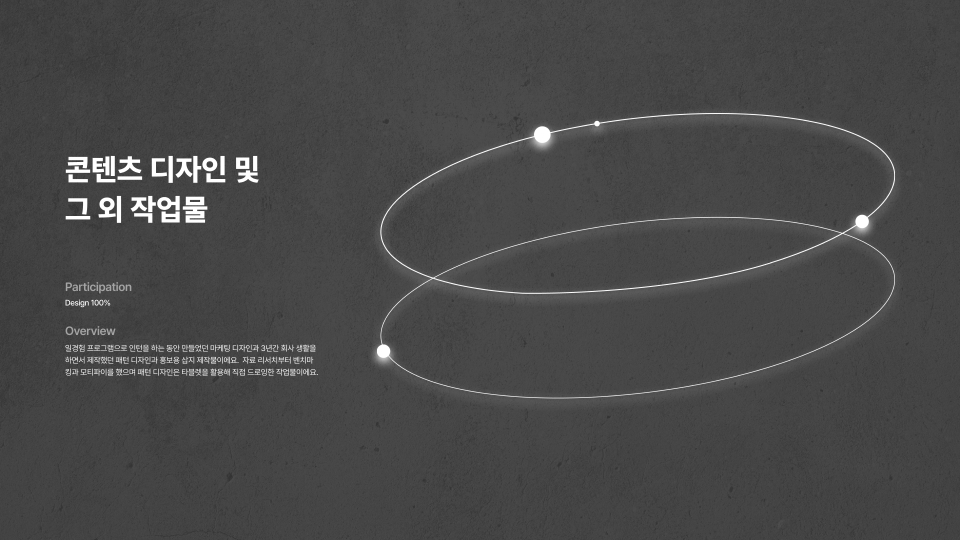 콘텐츠 디자인 및
그 외 작업물
Participation
Design 100%
Overview
일경험 프로그램으로 인턴을 하는 동안 만들었던 마케팅 디자인과 3년간 회사 생활을
하면서 제작했던 패턴 디자인과 홍보용 삽지 제작물이에요. 자료 리서치부터 벤치마
킹과 모티파이를 했으며 패턴 디자인은 타블렛을 활용해 직접 드로잉한 작업물이에요.